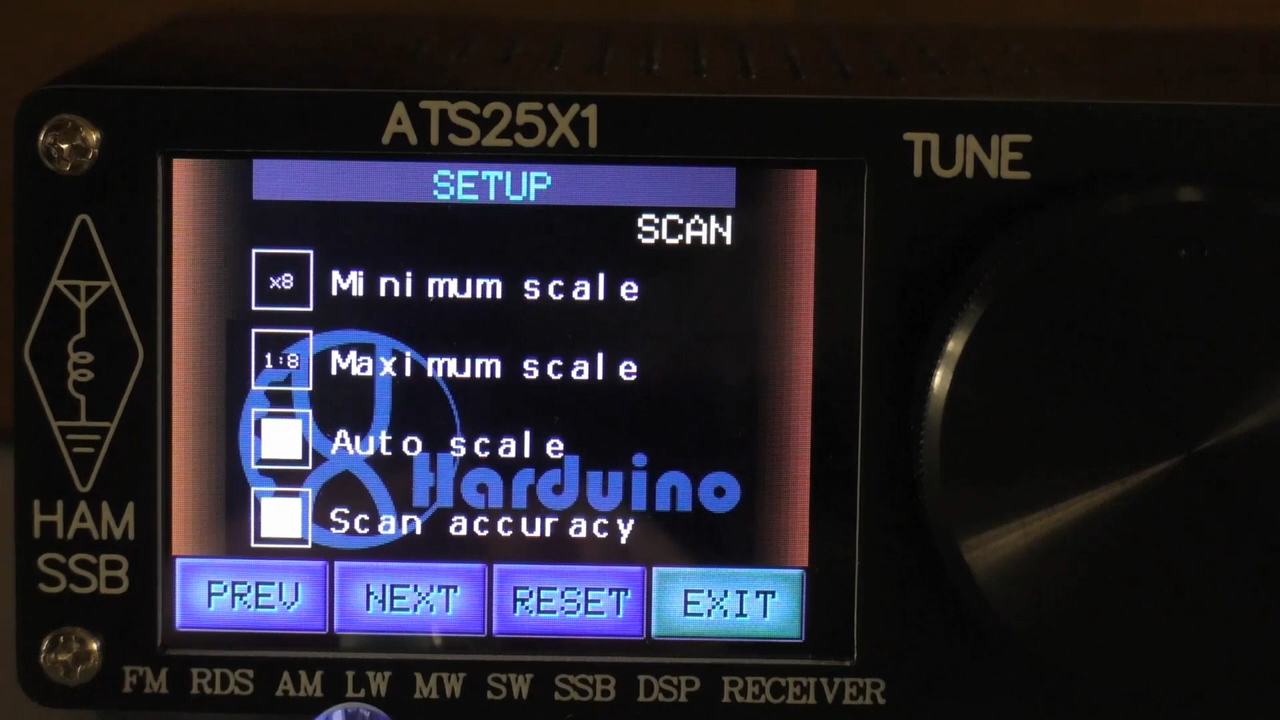 ATS25X1
TUNE
SETUP
SCAN
x8 Minimum scale
1:8 Maximum scale
Auto scale
Harduino
Scan accuracy
PREV NEXT RESET EXIT
HAM
SSB
FM RDS AM LW MW SW SSB DSP RECEIVER